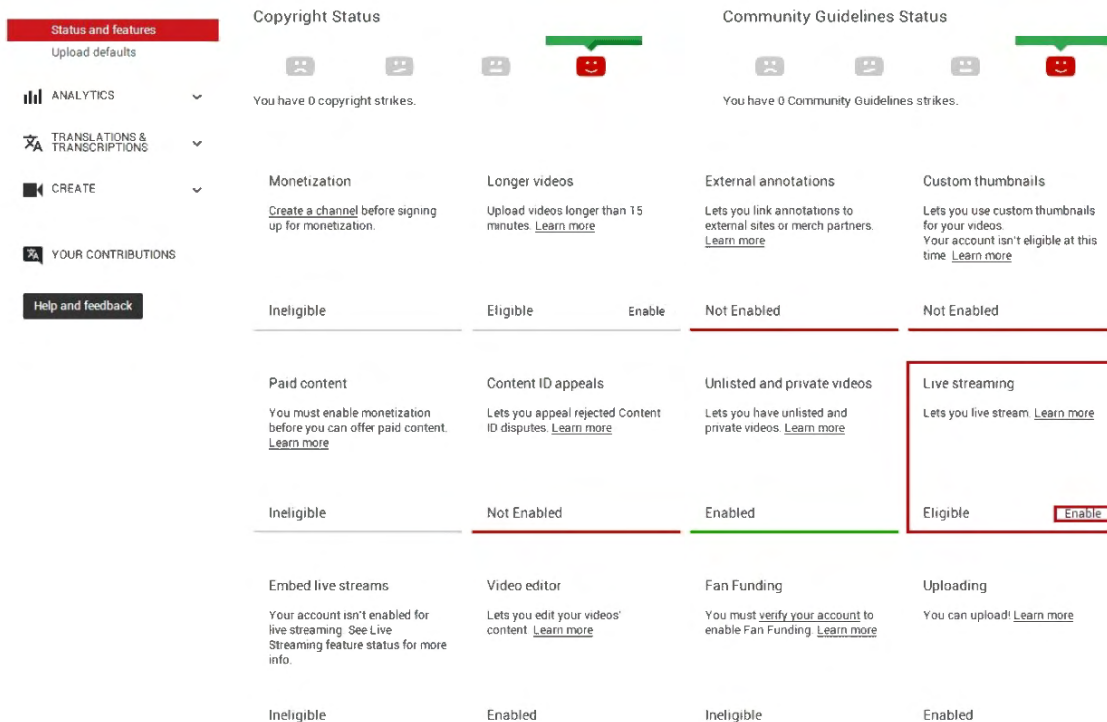 Status and features
Upload defaults
ANALYTICS
TRANSLATIONS &
TRANSCRIPTIONS
CREATE
YOUR CONTRIBUTIONS
Help and feedback
Copyright Status
You have 0 copyright strikes.
Community Guidelines Status
You have 0 Community Guidelines strikes.
Monetization
Create a channel before signing
up for monetization.
Ineligible
Longer videos
Upload videos longer than 15
minutes. Learn more
Eligible Enable
External annotations
Lets you link annotations to
external sites or merch partners.
Learn more
Not Enabled
Custom thumbnails
Lets you use custom thumbnails
for your videos.
Your account isn't eligible at this
time. Learn more
Not Enabled
Paid content
You must enable monetization
before you can offer paid content.
Learn more
Ineligible
Content ID appeals
Lets you appeal rejected Content
ID disputes. Learn more
Not Enabled
Unlisted and private videos
Lets you have unlisted and
private videos. Learn more
Enabled
Live streaming
Lets you live stream. Learn more
Eligible Enable
Embed live streams
Your account isn't enabled for
live streaming. See Live
Streaming feature status for more
info.
Ineligible
Video editor
Lets you edit your videos'
content. Learn more
Enabled
Fan Funding
You must verify your account to
enable Fan Funding. Learn more
Ineligible
Uploading
You can upload! Learn more
Enabled